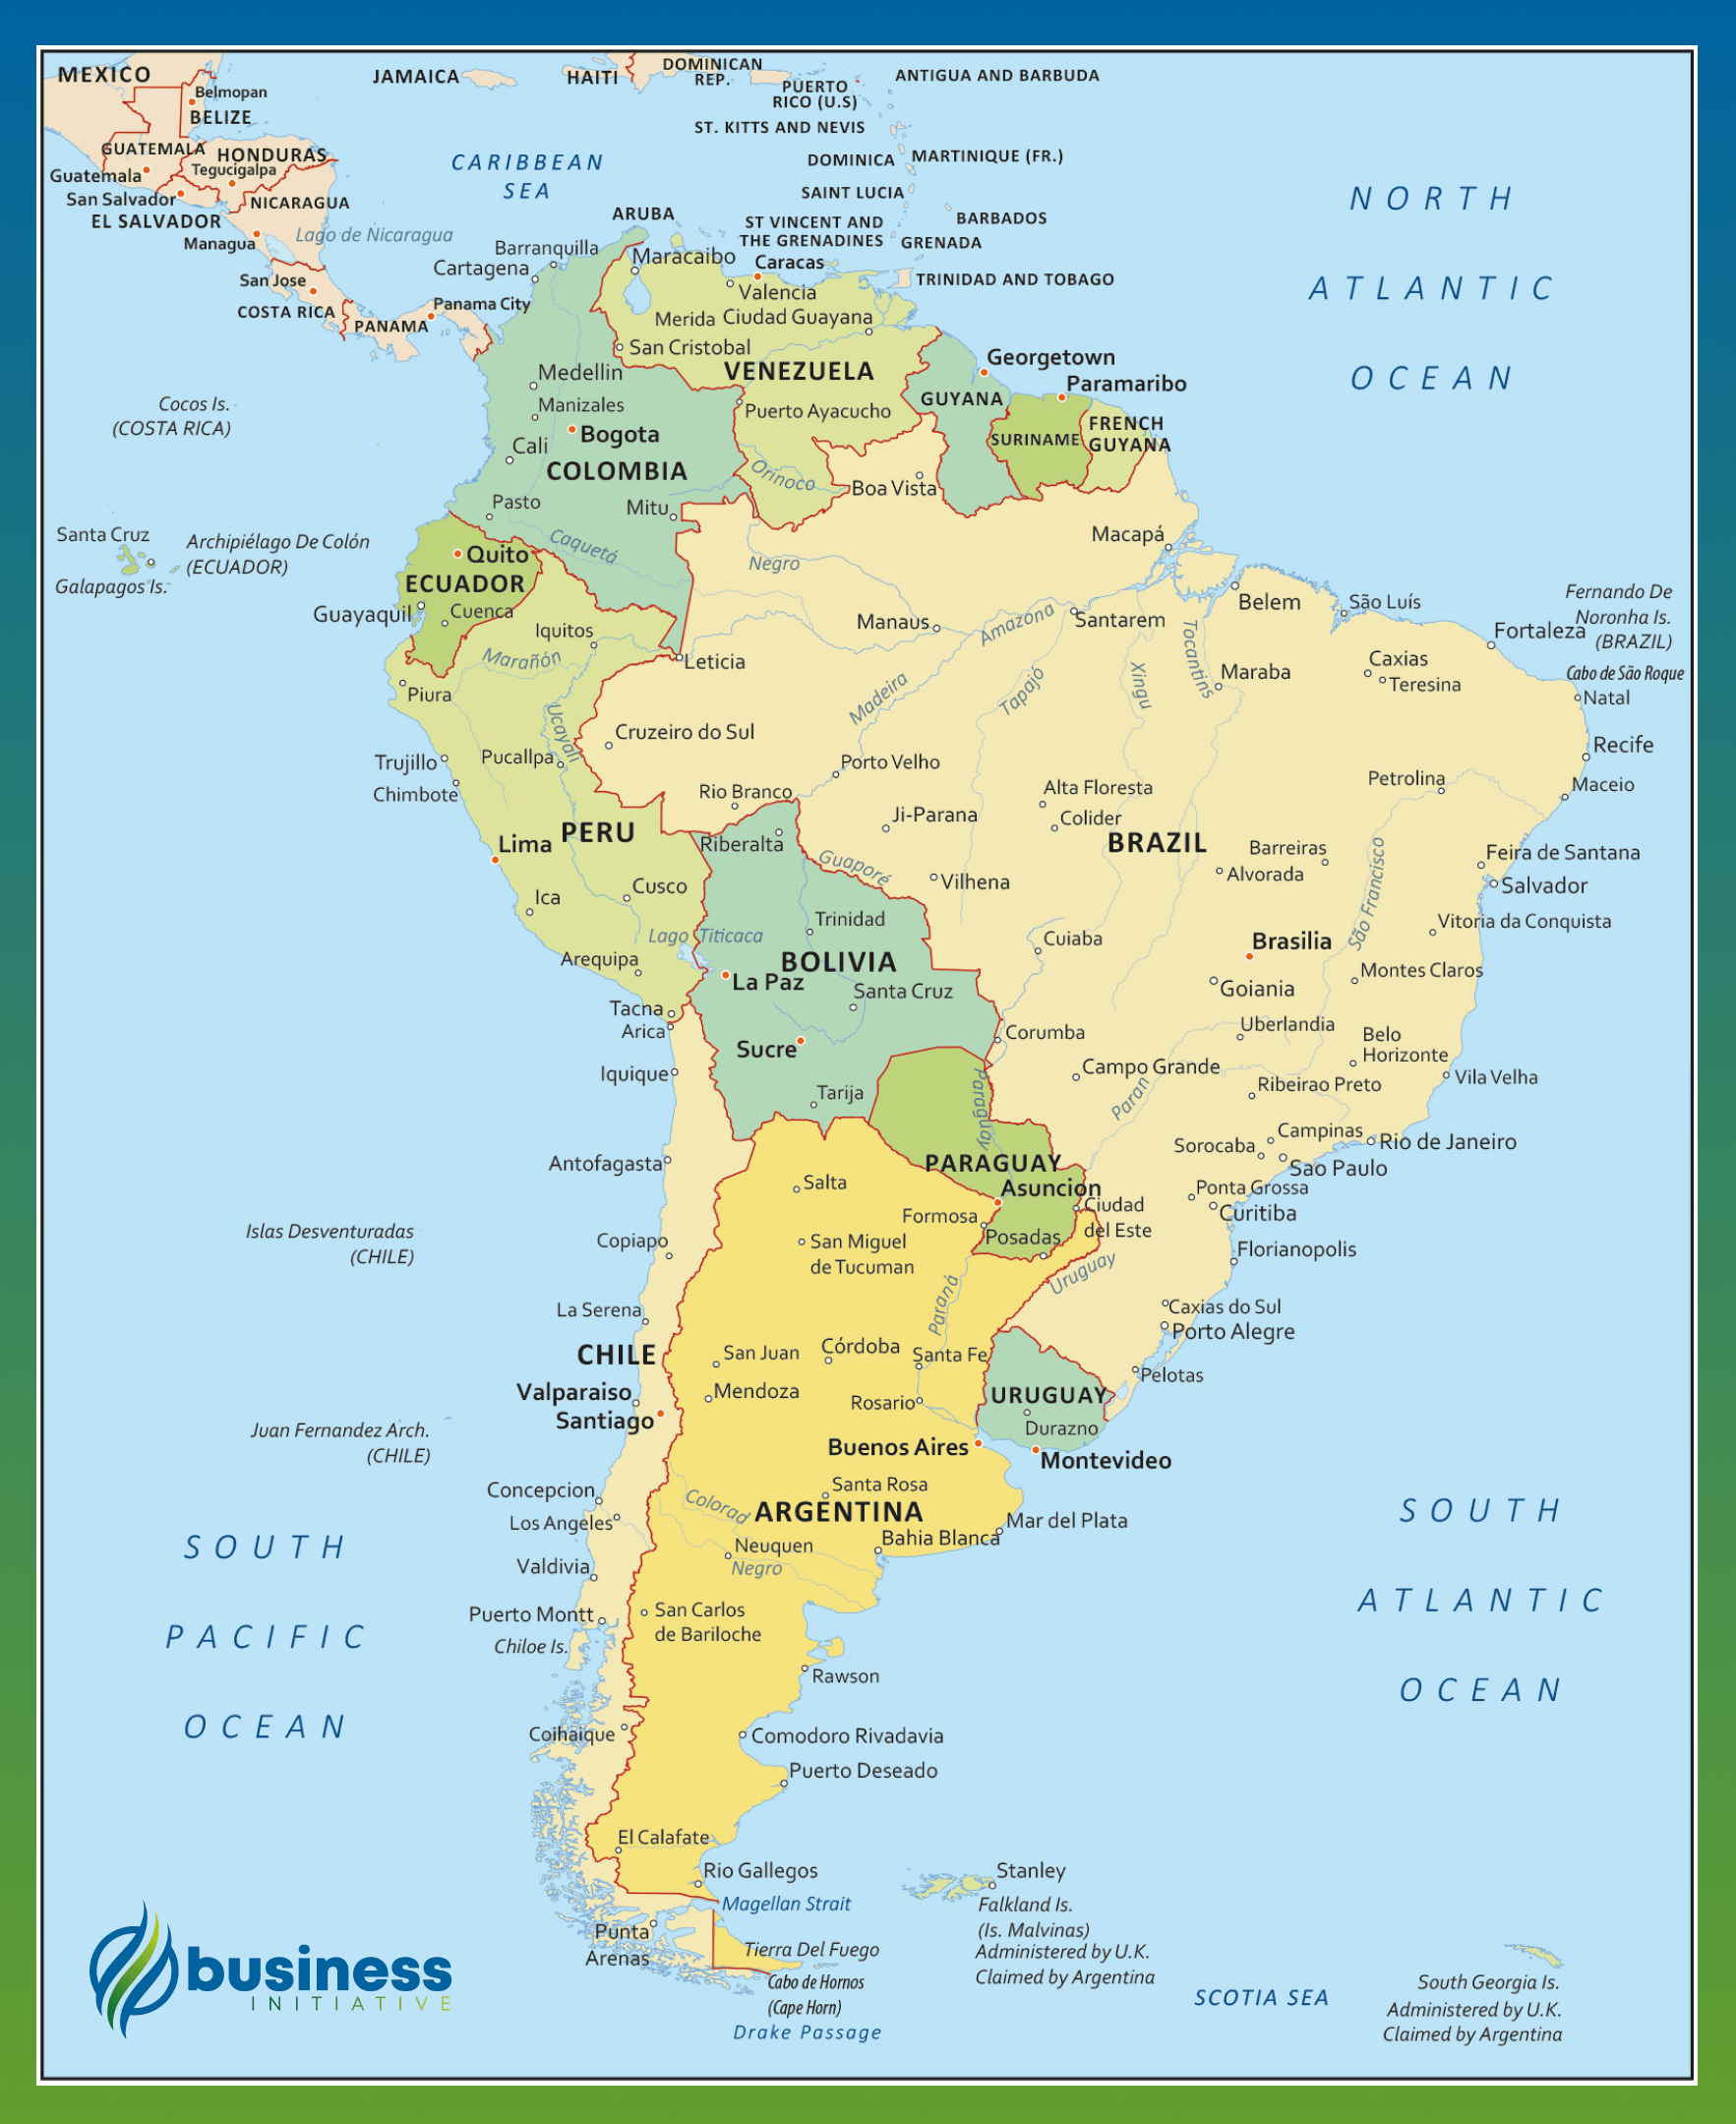 MEXICO
JAMAICA
HAITI
DOMINICAN
REP.
PUERTO
RICO (U.S)
ANTIGUA AND BARBUDA
Belmopan
BELIZE
ST. KITTS AND NEVIS
GUATEMALA
HONDURAS
Tegucigalpa
Guatemala
CARIBBEAN
SEA
DOMINICA
MARTINIQUE (FR.)
San Salvador
EL SALVADOR
NICARAGUA
SAINT LUCIA
NORTH
ATLANTIC
OCEAN
Managua
Lago de Nicaragua
ARUBA
ST VINCENT AND
THE GRENADINES
BARBADOS
GRENADA
Barranquilla
Cartagena
Maracaibo
Caracas
TRINIDAD AND TOBAGO
San Jose
COSTA RICA
PANAMA
Panama City
Valencia
Merida
Ciudad Guayana
San Cristobal
VENEZUELA
Georgetown
Paramaribo
Medellin
Manizales
Bogota
Cali
COLOMBIA
Puerto Ayacucho
GUYANA
SURINAME
FRENCH
GUYANA
Cocos Is.
(COSTA RICA)
Orinoco
Boa Vista
Pasto
Mitu
Caquetá
Macapá
Santa Cruz
Archipiélago De Colón
(ECUADOR)
Galapagos Is.
Quito
ECUADOR
Guayaquil
Cuenca
Negro
Manaus
Amazona
Santarem
Belem
São Luís
Fernando De
Noronha Is.
(BRAZIL)
Fortaleza
Iquitos
Marañón
Leticia
Piura
Ucayali
Madeira
Tapajó
Xingu
Tocantins
Maraba
Caxias
Teresina
Cabo de São Roque
Natal
Cruzeiro do Sul
Recife
Trujillo
Pucallpa
Chimbote
Porto Velho
Rio Branco
Alta Floresta
Colider
Petrolina
Maceio
Lima
PERU
Riberalta
Ji-Parana
BRAZIL
Barreiras
Alvorada
Feira de Santana
Salvador
Guaporé
Vilhena
Ica
Cusco
Trinidad
São Francisco
Vitoria da Conquista
Lago Titicaca
Arequipa
BOLIVIA
La Paz
Santa Cruz
Cuiaba
Brasilia
Goiania
Montes Claros
Tacna
Arica
Sucre
Corumba
Uberlandia
Belo
Horizonte
Iquique
Tarija
Paraguay
Campo Grande
Paran
Ribeirao Preto
Vila Velha
Antofagasta
PARAGUAY
Asuncion
Sorocaba
Campinas
Rio de Janeiro
Sao Paulo
Salta
Formosa
Posadas
Ciudad
del Este
Ponta Grossa
Curitiba
Islas Desventuradas
(CHILE)
Copiapo
San Miguel
de Tucuman
Paraná
Uruguay
Florianopolis
La Serena
Caxias do Sul
Porto Alegre
CHILE
San Juan
Córdoba
Santa Fe
Mendoza
Rosario
URUGUAY
Durazno
Pelotas
Valparaiso
Santiago
Juan Fernandez Arch.
(CHILE)
Buenos Aires
Montevideo
Concepcion
Los Angeles
Santa Rosa
Colorad
ARGENTINA
Mar del Plata
Bahia Blanca
Neuquen
Negro
Valdivia
SOUTH
PACIFIC
OCEAN
SOUTH
ATLANTIC
OCEAN
Puerto Montt
San Carlos
de Bariloche
Chiloe Is.
Rawson
Coihaique
Comodoro Rivadavia
Puerto Deseado
El Calafate
Rio Gallegos
Magellan Strait
Stanley
Falkland Is.
(Is. Malvinas)
Administered by U.K.
Claimed by Argentina
Punta
Arenas
Tierra Del Fuego
Cabo de Hornos
(Cape Horn)
Drake Passage
SCOTIA SEA
South Georgia Is.
Administered by U.K.
Claimed by Argentina
business
INITIATIVE